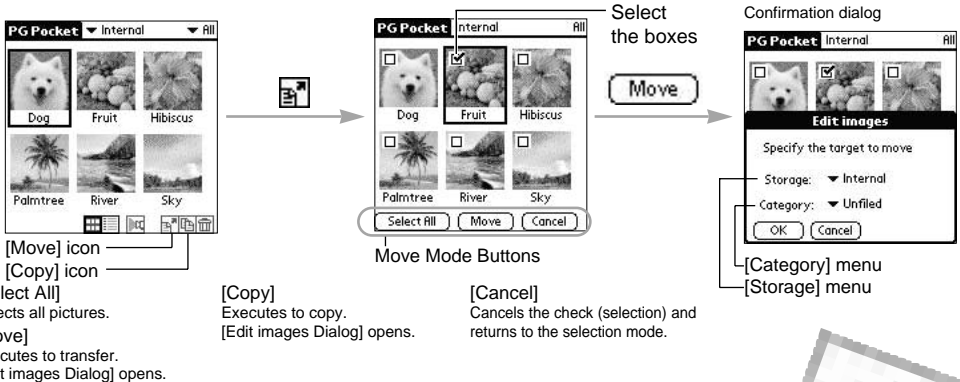 PG Pocket Internal All
Dog Fruit Hibiscus
Palmtree River Sky
[Move] icon
[Copy] icon
PG Pocket Internal All
Dog Fruit Hibiscus
Palmtree River Sky
Select All Move Cancel
Move Mode Buttons
Select
the boxes
Move
Confirmation dialog
PG Pocket Internal All
Edit images
Specify the target to move
Storage: Internal
Category: Unfiled
OK Cancel
[Category] menu
[Storage] menu
lect All]
ects all pictures.
ove]
cutes to transfer.
t images Dialog] opens.
[Copy]
Executes to copy.
[Edit images Dialog] opens.
[Cancel]
Cancels the check (selection) and
returns to the selection mode.